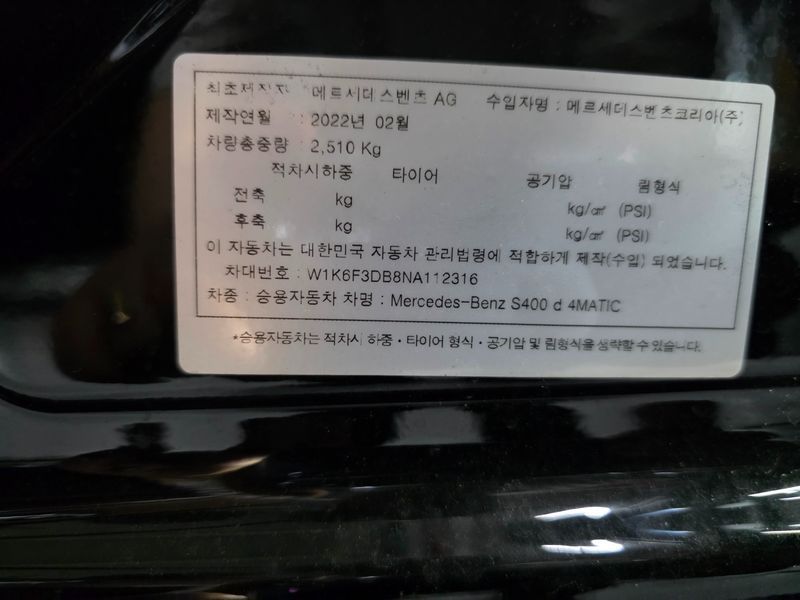 최초제작자 : 메르세데스벤츠 AG 수입자명 : 메르세데스벤츠코리아(주)
제작연월 : 2022년 02월
차량총중량 : 2,510 Kg
적차시하중 타이어 공기압 림형식
전축 kg kg/㎠ (PSI)
후축 kg kg/㎠ (PSI)
이 자동차는 대한민국 자동차 관리법령에 적합하게 제작(수입) 되었습니다.
차대번호 : W1K6F3DB8NA112316
차종 : 승용자동차 차명 : Mercedes-Benz S400 d 4MATIC
*승용자동차는 적차시 하중·타이어 형식·공기압 및 림형식을 생략할 수 있습니다.